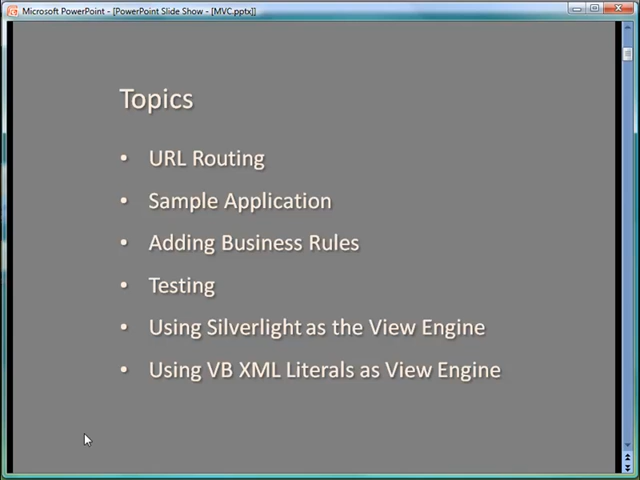 Microsoft PowerPoint - [PowerPoint Slide Show - [MVC.pptx]]
Topics
• URL Routing
• Sample Application
• Adding Business Rules
• Testing
• Using Silverlight as the View Engine
• Using VB XML Literals as View Engine